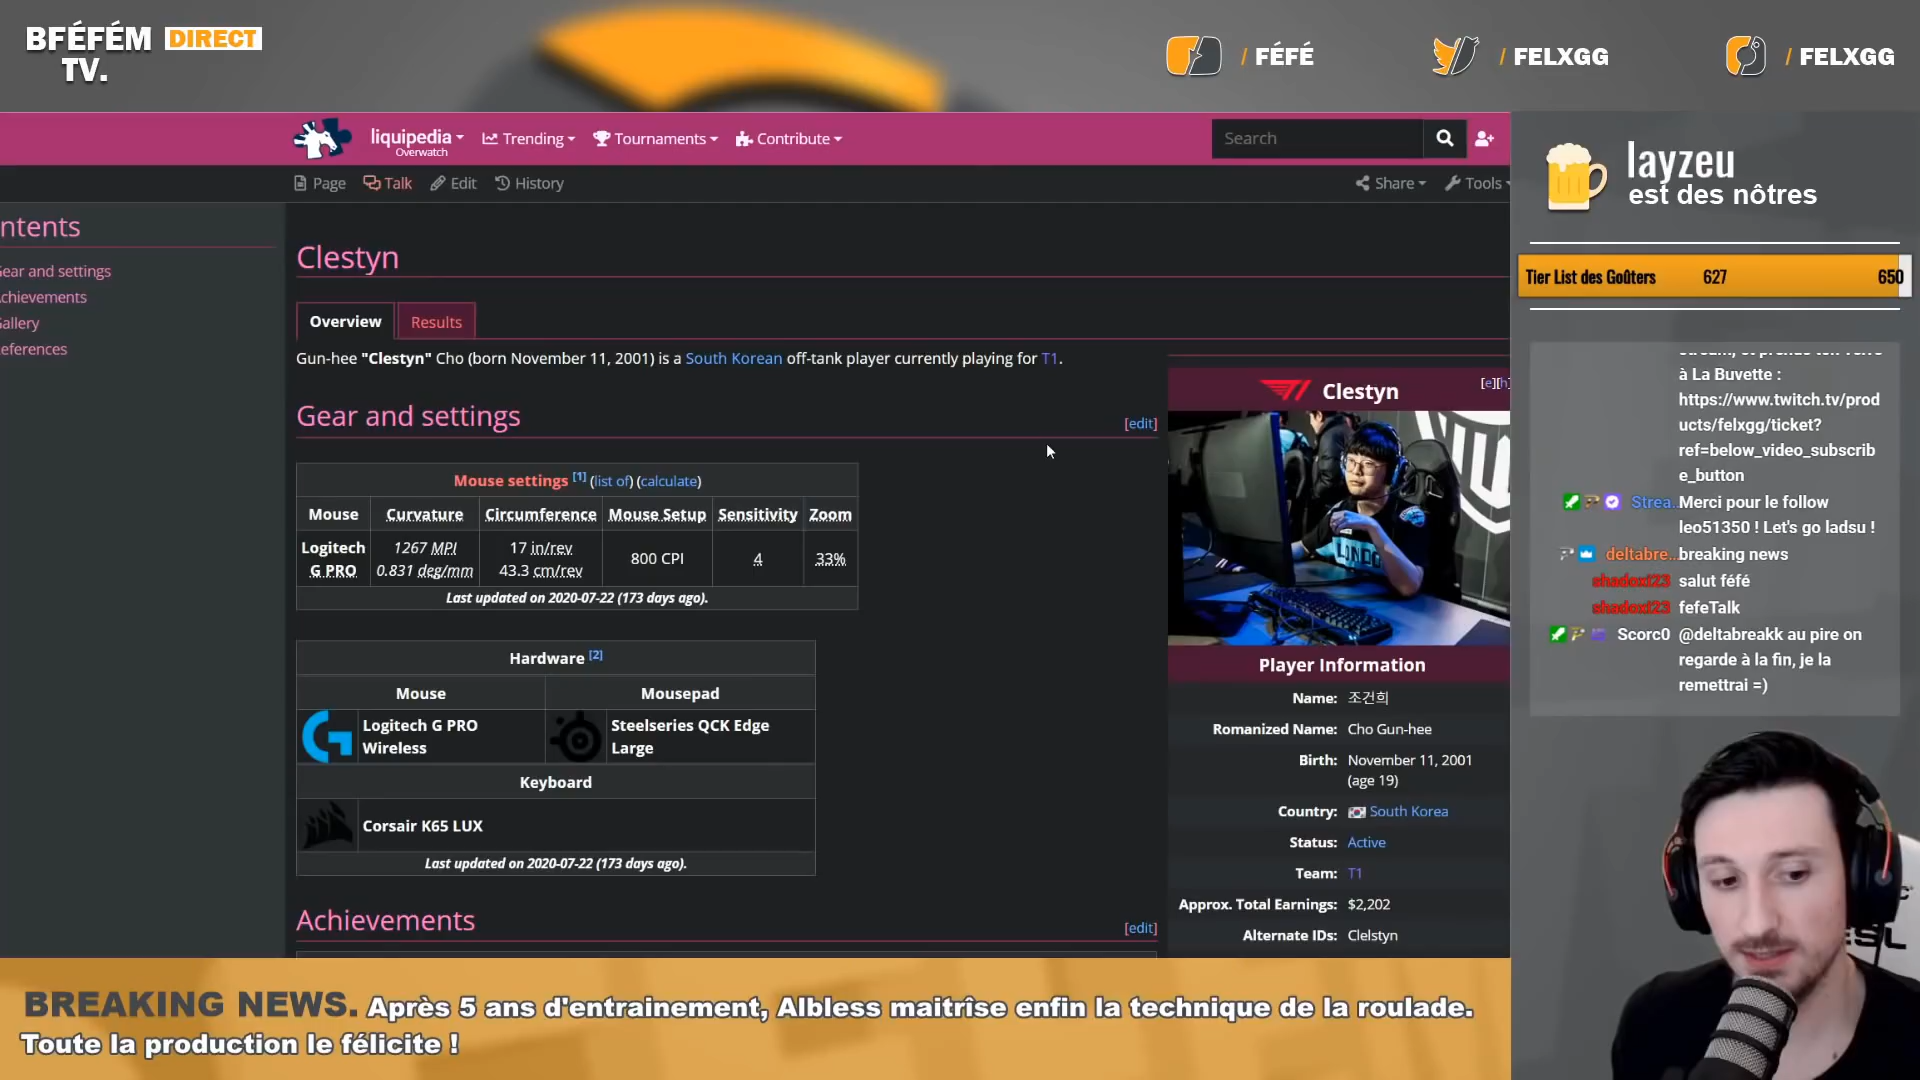 BFÉFÉM DIRECT
TV.
/ FÉFÉ
/ FELXGG
/ FELXGG
liquipedia
Overwatch
Trending
Tournaments
Contribute
Search
Page
Talk
Edit
History
Share
Tools
ntents
Gear and settings
Achievements
Gallery
References
Clestyn
Overview
Results
Gun-hee "Clestyn" Cho (born November 11, 2001) is a South Korean off-tank player currently playing for T1.
Gear and settings
[edit]
Mouse settings [1] (list of) (calculate)
Mouse Curvature Circumference Mouse Setup Sensitivity Zoom
Logitech G PRO
1267 MPI
0.831 deg/mm
17 in/rev
43.3 cm/rev
800 CPI
4
33%
Last updated on 2020-07-22 (173 days ago).
Hardware [2]
Mouse Mousepad
Logitech G PRO
Wireless
Steelseries QCK Edge
Large
Keyboard
Corsair K65 LUX
Last updated on 2020-07-22 (173 days ago).
Achievements
[edit]
[e][h]
Clestyn
Player Information
Name: 조건희
Romanized Name: Cho Gun-hee
Birth: November 11, 2001
(age 19)
Country: South Korea
Status: Active
Team: T1
Approx. Total Earnings: $2,202
Alternate IDs: Clelstyn
layzeu
est des nôtres
Tier List des Goûters 627 650
à La Buvette :
https://www.twitch.tv/prod
ucts/felxgg/ticket?
ref=below_video_subscrib
e_button
Strea... Merci pour le follow
leo51350 ! Let's go ladsu !
deltabre... breaking news
shadoxi23 salut féfé
shadoxi23 fefeTalk
Scorc0 @deltabreakk au pire on
regarde à la fin, je la
remettrai =)
BREAKING NEWS. Après 5 ans d'entrainement, Albless maitrîse enfin la technique de la roulade.
Toute la production le félicite !